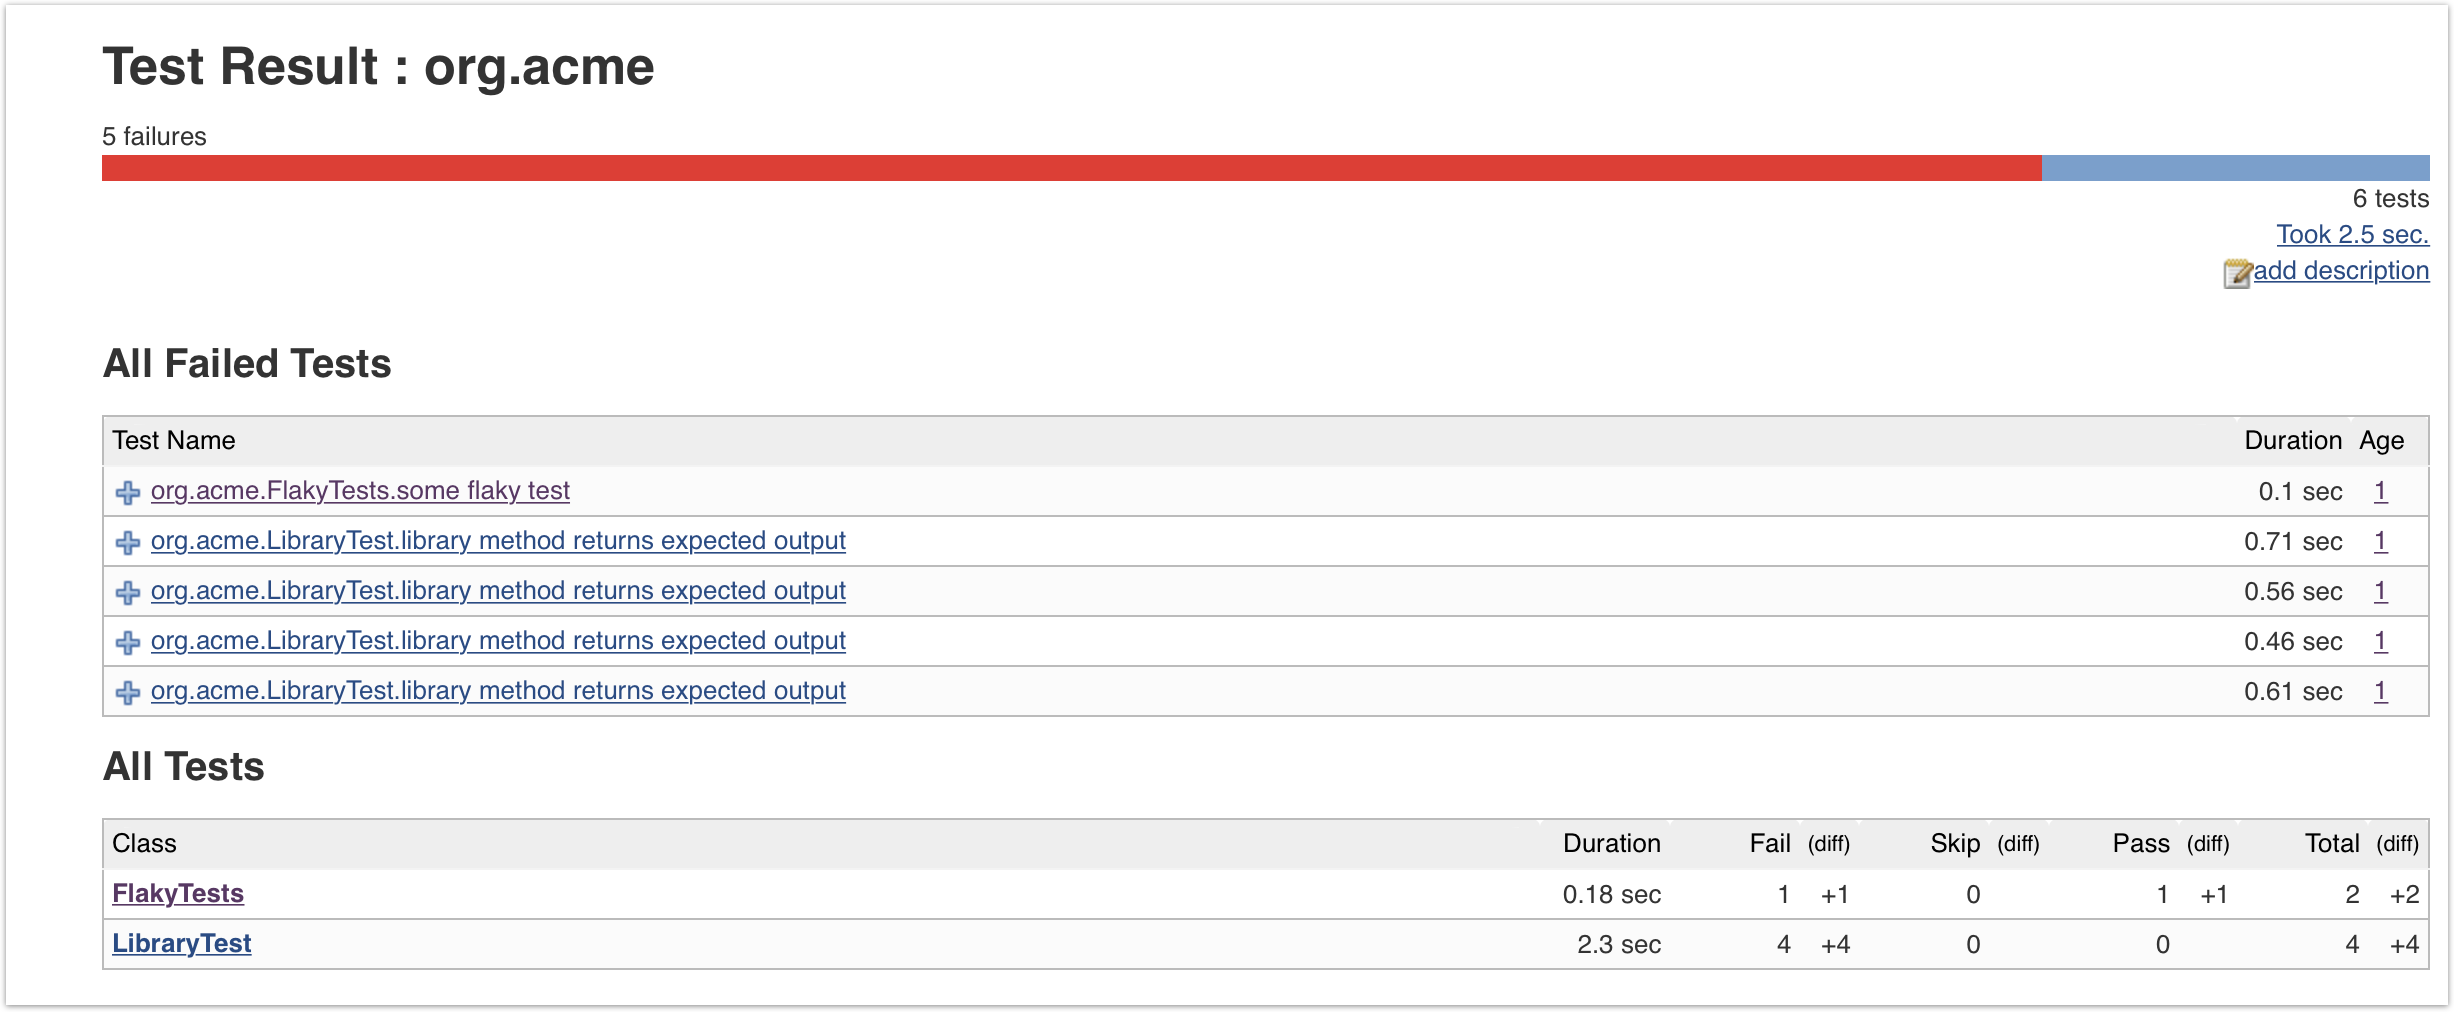 Test Result : org.acme
5 failures
6 tests
Took 2.5 sec.
add description
All Failed Tests
Test Name Duration Age
org.acme.FlakyTests.some flaky test 0.1 sec 1
org.acme.LibraryTest.library method returns expected output 0.71 sec 1
org.acme.LibraryTest.library method returns expected output 0.56 sec 1
org.acme.LibraryTest.library method returns expected output 0.46 sec 1
org.acme.LibraryTest.library method returns expected output 0.61 sec 1
All Tests
Class Duration Fail (diff) Skip (diff) Pass (diff) Total (diff)
FlakyTests 0.18 sec 1 +1 0 1 +1 2 +2
LibraryTest 2.3 sec 4 +4 0 0 4 +4